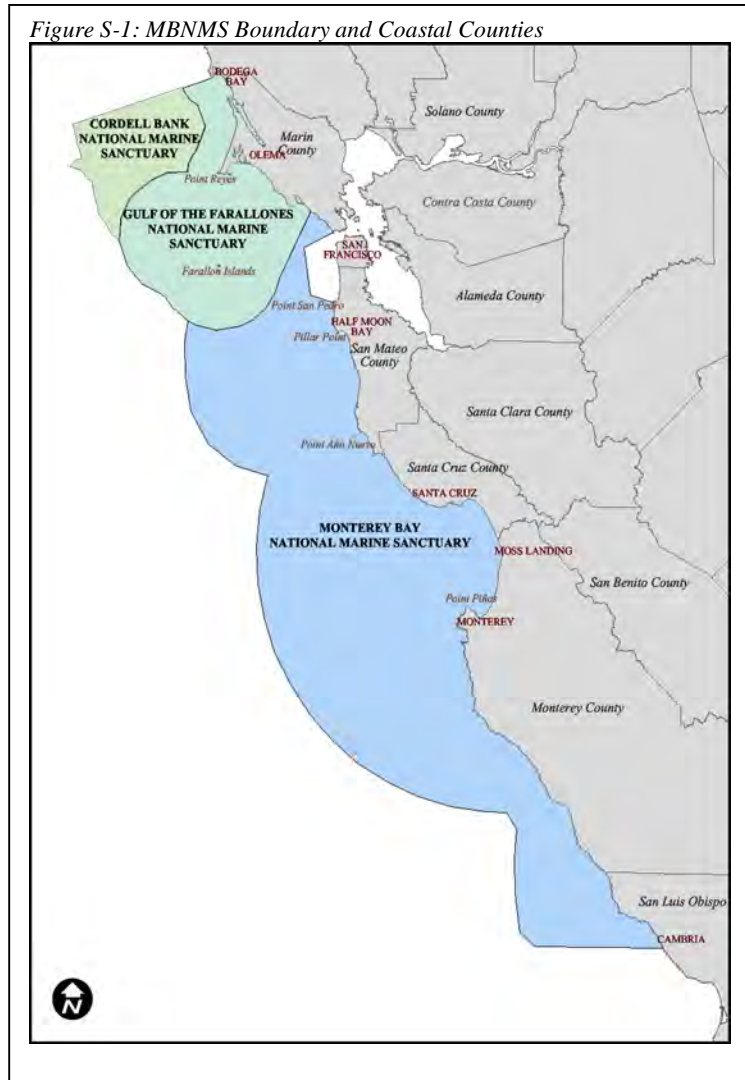 Figure S-1: MBNMS Boundary and Coastal Counties
BODEGA
BAY
Solano County
CORDELL BANK
NATIONAL MARINE
SANCTUARY
Marin
County
OLEMA
Point Reyes
Contra Costa County
GULF OF THE FARALLONES
NATIONAL MARINE
SANCTUARY
SAN
FRANCISCO
Farallon Islands
Alameda County
Point San Pedro
HALF MOON
BAY
Pillar Point
San Mateo
County
Santa Clara County
Point Año Nuevo
Santa Cruz County
SANTA CRUZ
MONTEREY BAY
NATIONAL MARINE SANCTUARY
MOSS LANDING
San Benito County
Point Piños
MONTEREY
Monterey County
San Luis Obispo
CAMBRIA
N